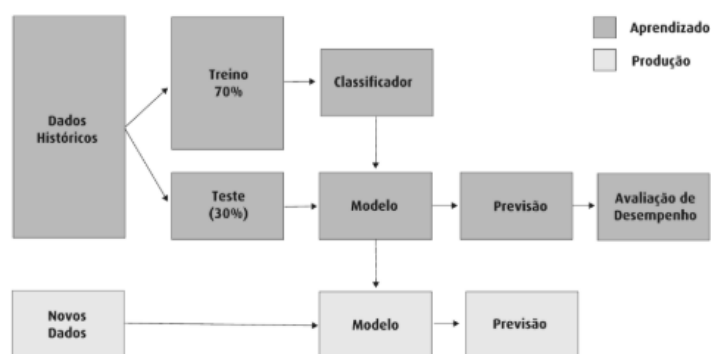 Aprendizado
Produção
Dados
Históricos
Treino
70%
Classificador
Teste
(30%)
Modelo
Previsão
Avaliação de
Desempenho
Novos
Dados
Modelo
Previsão